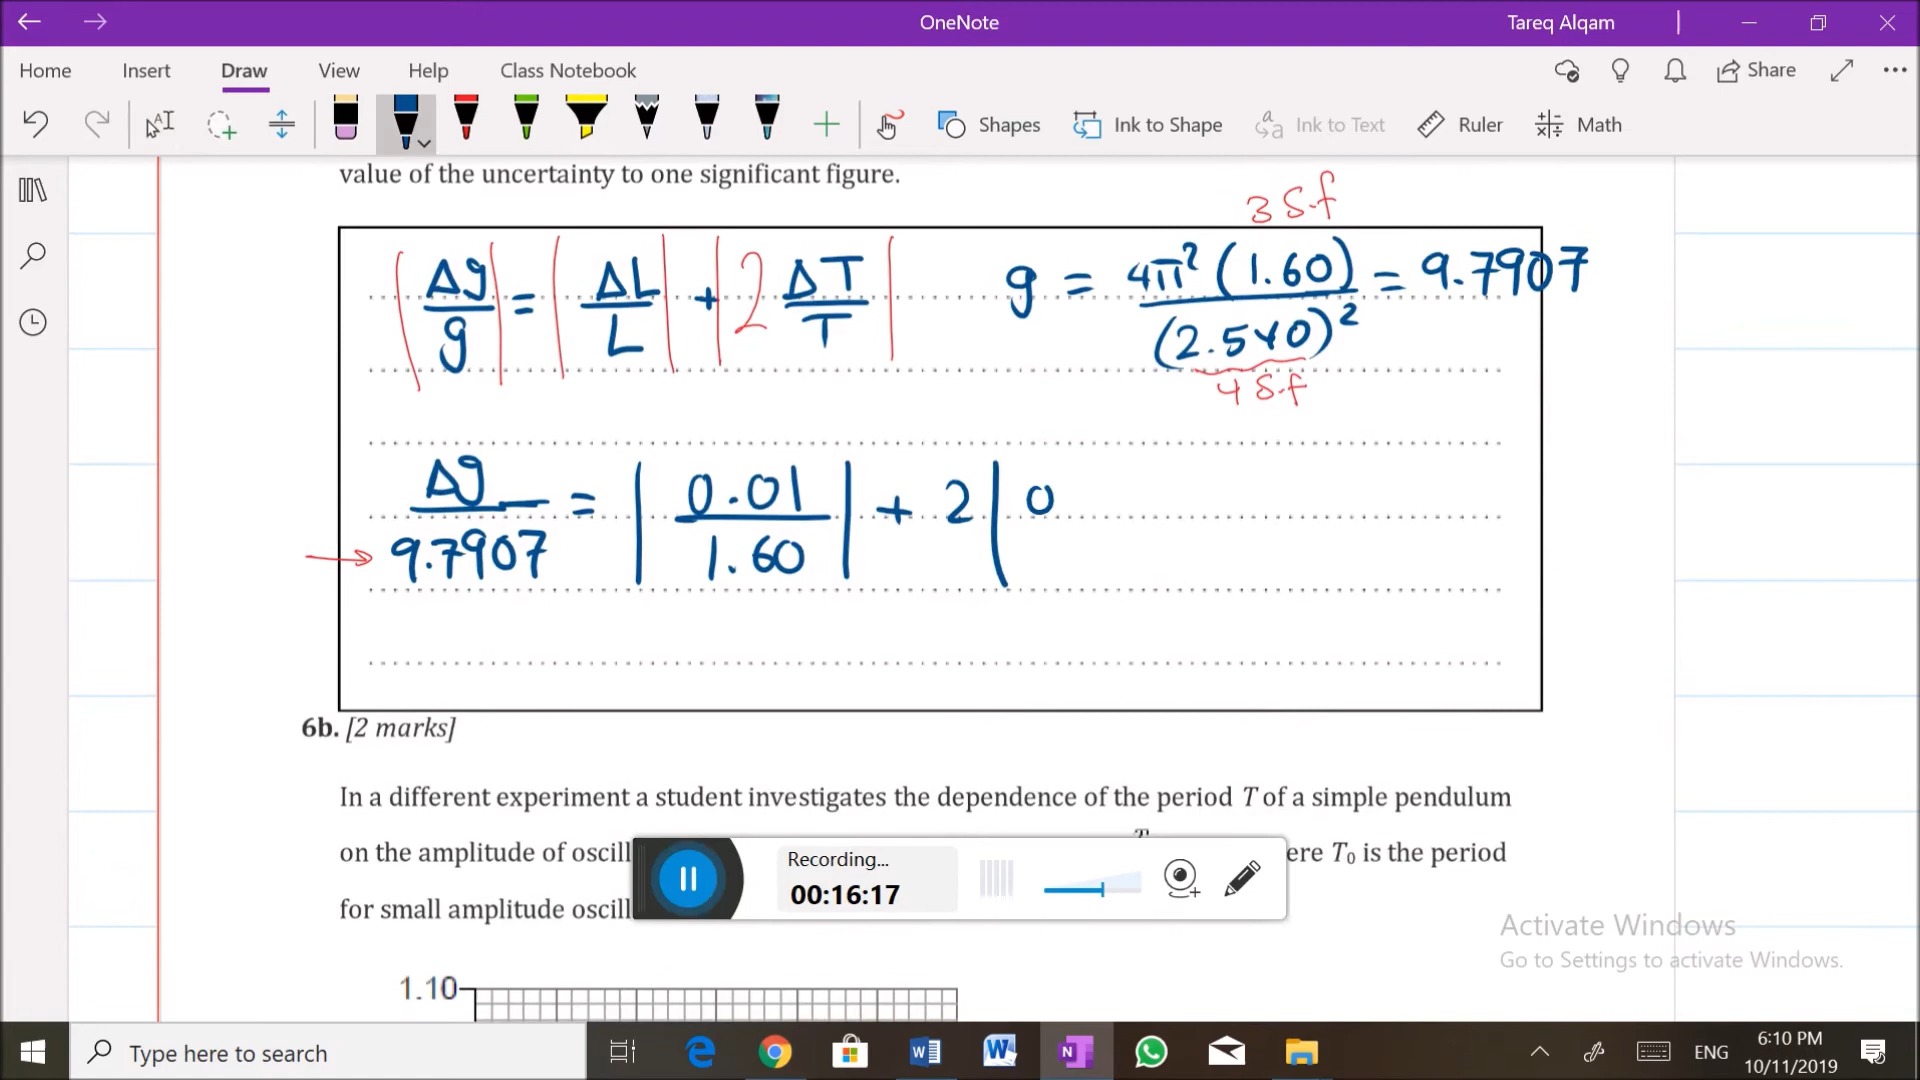 OneNote
Tareq Alqam
Home Insert Draw View Help Class Notebook Share
Shapes Ink to Shape Ink to Text Ruler Math
value of the uncertainty to one significant figure.
3 s.f
|Δg/g| = |ΔL/L| + |2 ΔT/T|
g = 4π² (1.60) / (2.540)² = 9.7907
4 s.f
Δg / 9.7907 = | 0.01 / 1.60 | + 2 | 0
6b. [2 marks]
In a different experiment a student investigates the dependence of the period T of a simple pendulum
on the amplitude of oscill
ere T₀ is the period
for small amplitude oscill
Recording...
00:16:17
Activate Windows
Go to Settings to activate Windows.
1.10
Type here to search
ENG
6:10 PM
10/11/2019